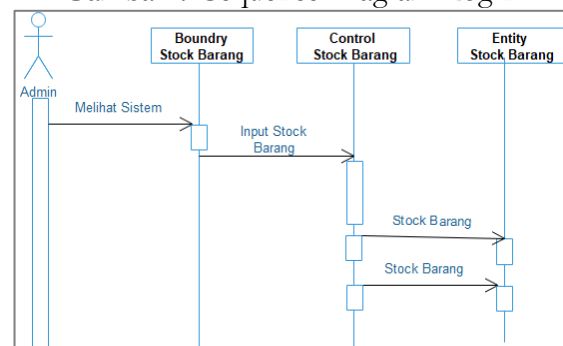 Boundry
Stock Barang
Control
Stock Barang
Entity
Stock Barang
Admin
Melihat Sistem
Input Stock
Barang
Stock Barang
Stock Barang